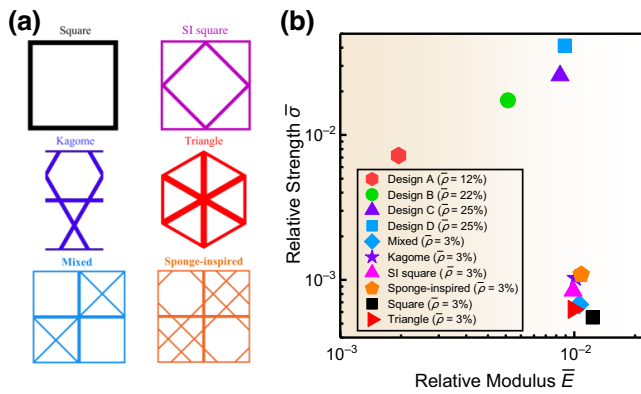 (a)
Square
SI square
Kagome
Triangle
Mixed
Sponge-inspired
(b)
Relative Strength σ̅
10⁻²
10⁻³
Design A (ρ̅ = 12%)
Design B (ρ̅ = 22%)
Design C (ρ̅ = 25%)
Design D (ρ̅ = 25%)
Mixed (ρ̅ = 3%)
Kagome (ρ̅ = 3%)
SI square (ρ̅ = 3%)
Sponge-inspired (ρ̅ = 3%)
Square (ρ̅ = 3%)
Triangle (ρ̅ = 3%)
10⁻³
10⁻²
Relative Modulus E̅